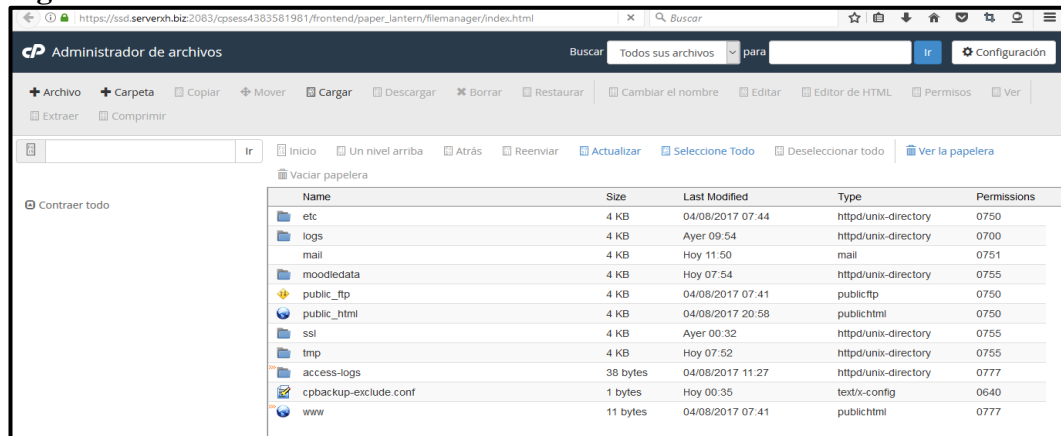 https://ssd.serverxh.biz:2083/cpsess4383581981/frontend/paper_lantern/filemanager/index.html Buscar
cP Administrador de archivos Buscar Todos sus archivos para Ir Configuración
Archivo Carpeta Copiar Mover Cargar Descargar Borrar Restaurar Cambiar el nombre Editar Editor de HTML Permisos Ver
Extraer Comprimir
Ir Inicio Un nivel arriba Atrás Reenviar Actualizar Seleccione Todo Deseleccionar todo Ver la papelera
Vaciar papelera
Contraer todo
Name Size Last Modified Type Permissions
etc 4 KB 04/08/2017 07:44 httpd/unix-directory 0750
logs 4 KB Ayer 09:54 httpd/unix-directory 0700
mail 4 KB Hoy 11:50 mail 0751
moodledata 4 KB Hoy 07:54 httpd/unix-directory 0755
public_ftp 4 KB 04/08/2017 07:41 publicftp 0750
public_html 4 KB 04/08/2017 20:58 publichtml 0750
ssl 4 KB Ayer 00:32 httpd/unix-directory 0755
tmp 4 KB Hoy 07:52 httpd/unix-directory 0755
access-logs 38 bytes 04/08/2017 11:27 httpd/unix-directory 0777
cpbackup-exclude.conf 1 bytes Hoy 00:35 text/x-config 0640
www 11 bytes 04/08/2017 07:41 publichtml 0777